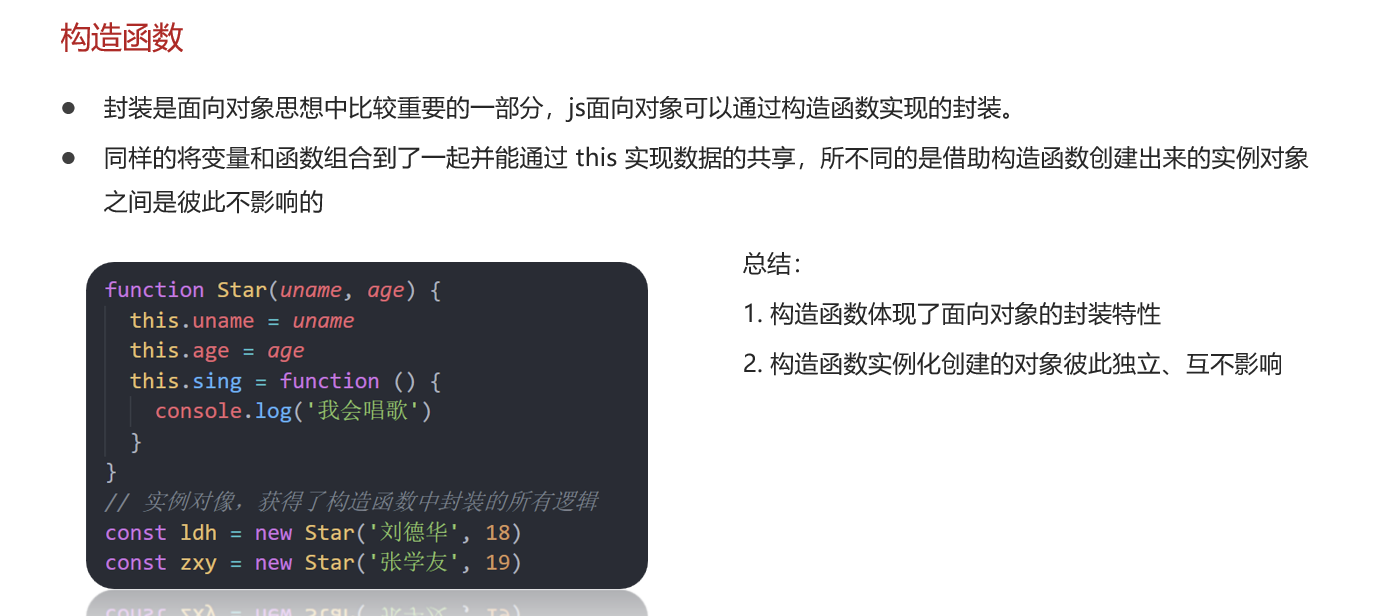 构造函数
● 封装是面向对象思想中比较重要的一部分，js面向对象可以通过构造函数实现的封装。
● 同样的将变量和函数组合到了一起并能通过 this 实现数据的共享，所不同的是借助构造函数创建出来的实例对象
之间是彼此不影响的
function Star(uname, age) {
  this.uname = uname
  this.age = age
  this.sing = function () {
    console.log('我会唱歌')
  }
}
// 实例对像，获得了构造函数中封装的所有逻辑
const ldh = new Star('刘德华', 18)
const zxy = new Star('张学友', 19)
总结：
1. 构造函数体现了面向对象的封装特性
2. 构造函数实例化创建的对象彼此独立、互不影响